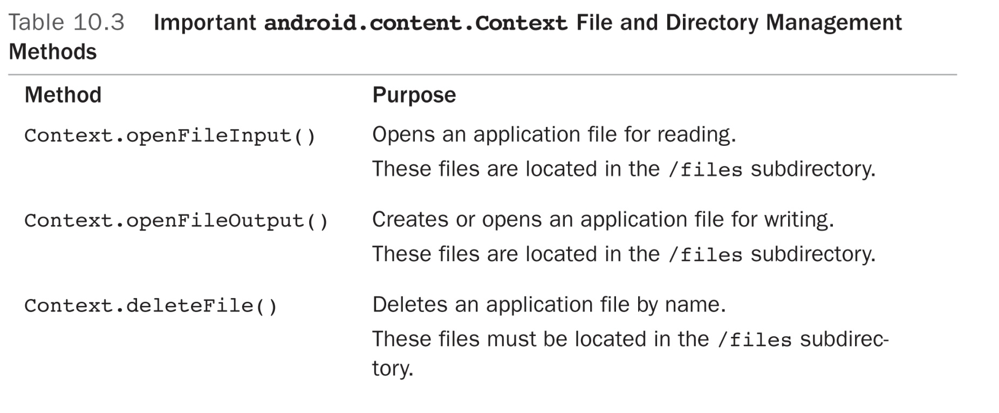 Table 10.3 Important android.content.Context File and Directory Management
Methods
Method Purpose
Context.openFileInput() Opens an application file for reading.
These files are located in the /files subdirectory.
Context.openFileOutput() Creates or opens an application file for writing.
These files are located in the /files subdirectory.
Context.deleteFile() Deletes an application file by name.
These files must be located in the /files subdirec-
tory.